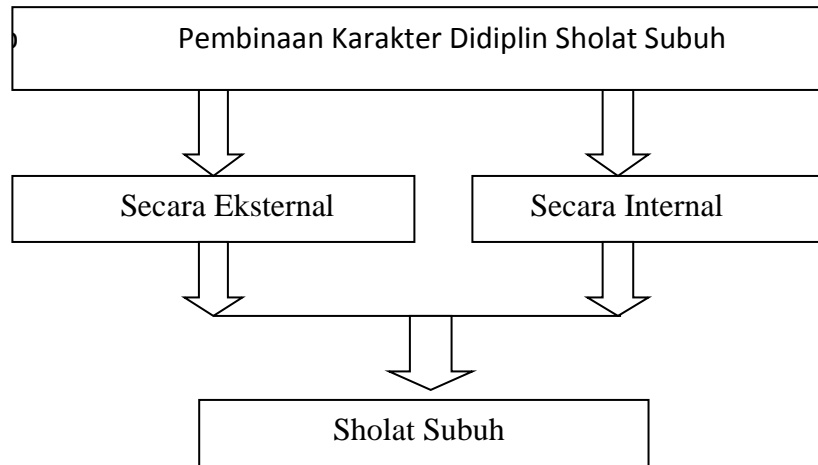 Pembinaan Karakter Didiplin Sholat Subuh
Secara Eksternal
Secara Internal
Sholat Subuh